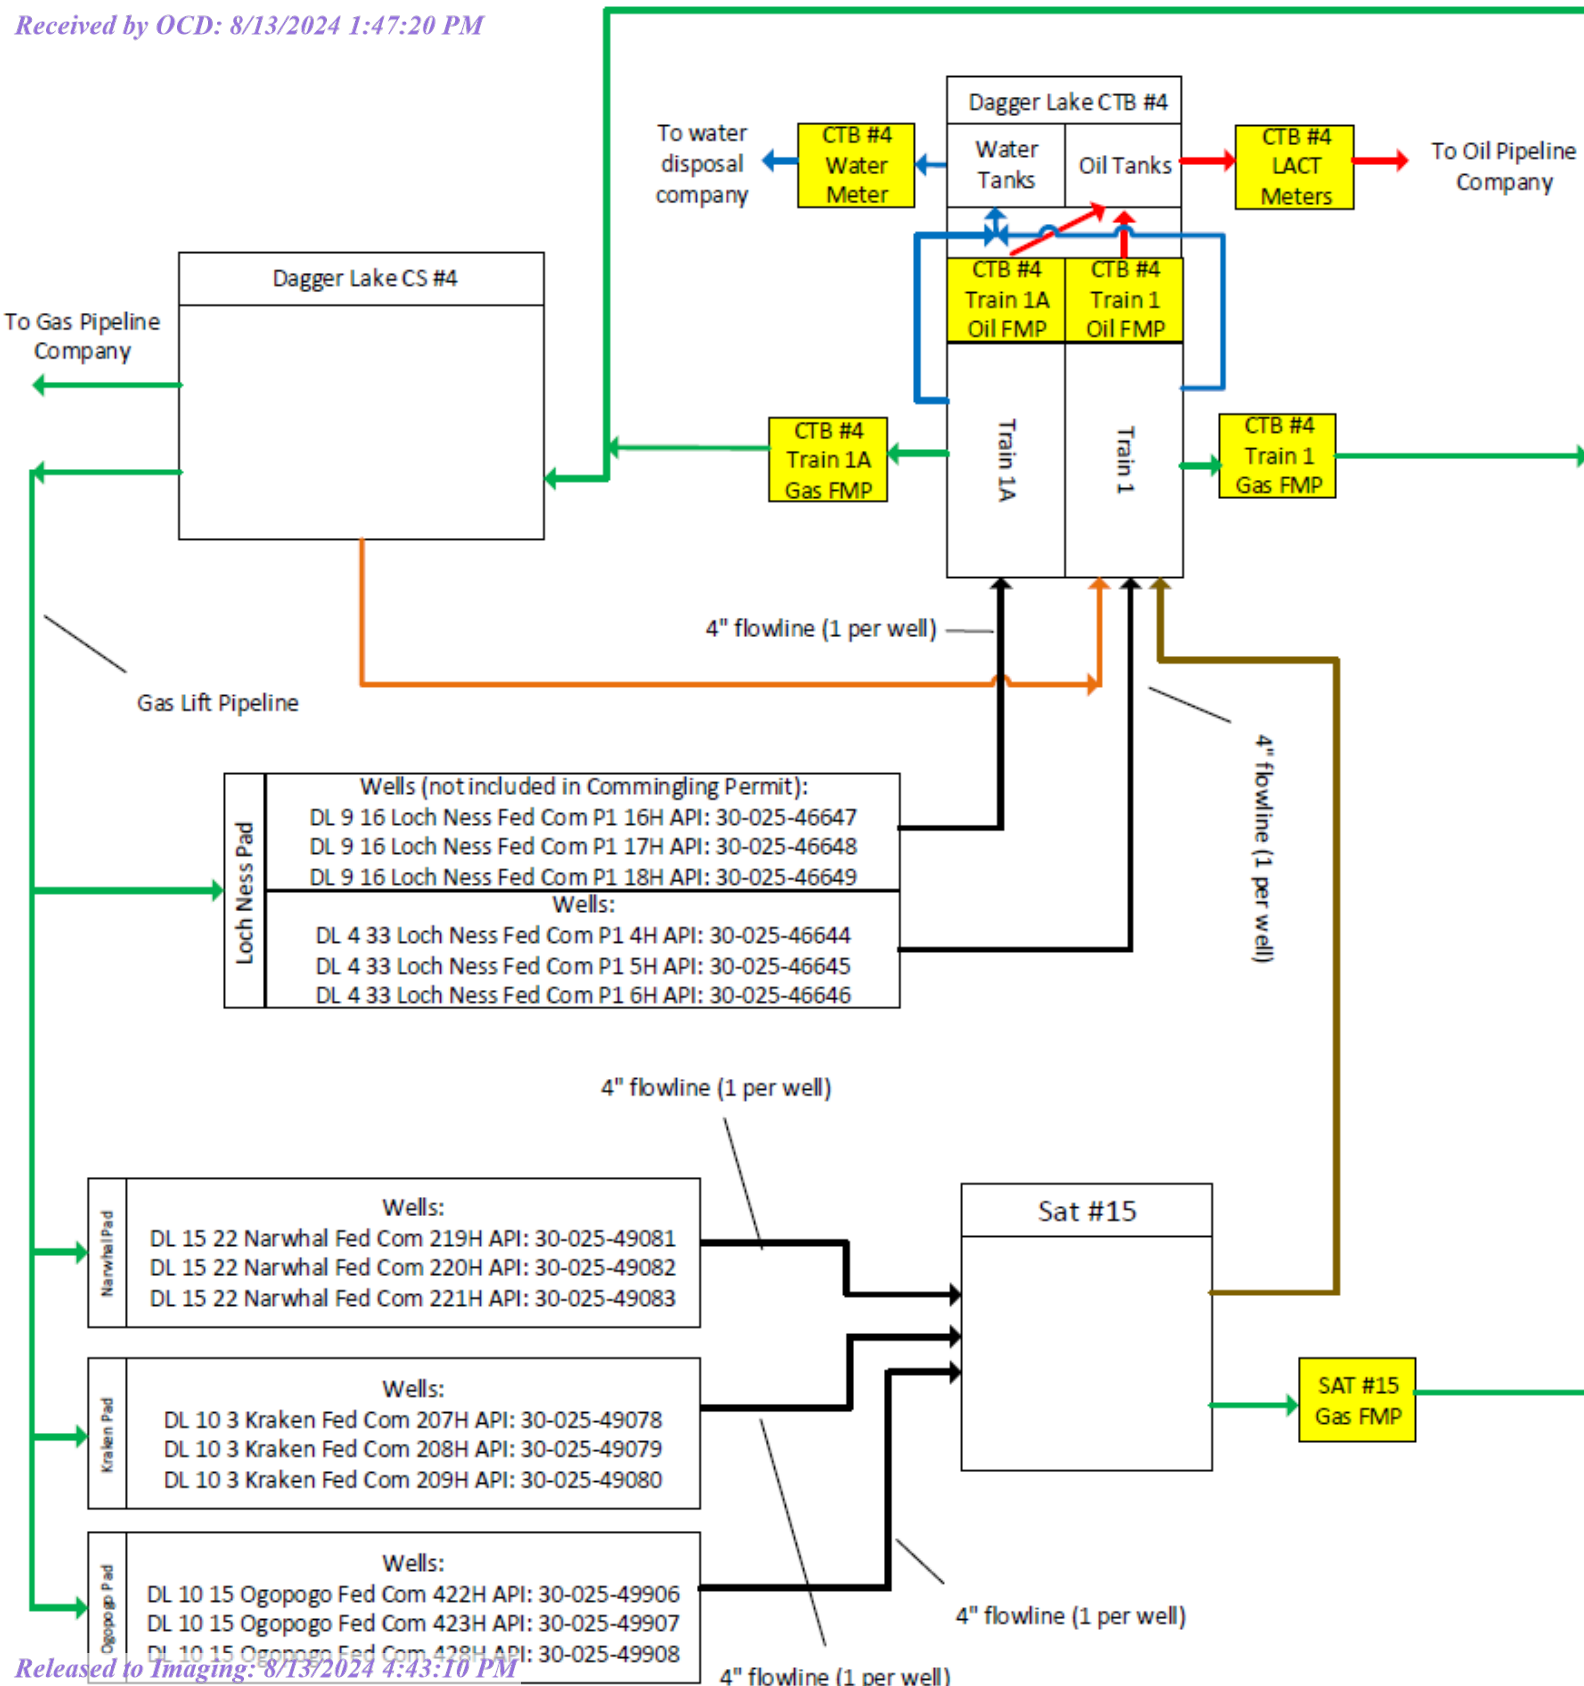 Received by OCD: 8/13/2024 1:47:20 PM
Dagger Lake CTB #4
To water
disposal
company
CTB #4
Water
Meter
Water
Tanks
Oil Tanks
CTB #4
LACT
Meters
To Oil Pipeline
Company
CTB #4
Train 1A
Oil FMP
CTB #4
Train 1
Oil FMP
Dagger Lake CS #4
To Gas Pipeline
Company
CTB #4
Train 1A
Gas FMP
Train 1A
Train 1
CTB #4
Train 1
Gas FMP
4" flowline (1 per well)
Gas Lift Pipeline
4" flowline (1 per well)
Loch Ness Pad
Wells (not included in Commingling Permit):
DL 9 16 Loch Ness Fed Com P1 16H API: 30-025-46647
DL 9 16 Loch Ness Fed Com P1 17H API: 30-025-46648
DL 9 16 Loch Ness Fed Com P1 18H API: 30-025-46649
Wells:
DL 4 33 Loch Ness Fed Com P1 4H API: 30-025-46644
DL 4 33 Loch Ness Fed Com P1 5H API: 30-025-46645
DL 4 33 Loch Ness Fed Com P1 6H API: 30-025-46646
4" flowline (1 per well)
Narwhal Pad
Wells:
DL 15 22 Narwhal Fed Com 219H API: 30-025-49081
DL 15 22 Narwhal Fed Com 220H API: 30-025-49082
DL 15 22 Narwhal Fed Com 221H API: 30-025-49083
Sat #15
Kraken Pad
Wells:
DL 10 3 Kraken Fed Com 207H API: 30-025-49078
DL 10 3 Kraken Fed Com 208H API: 30-025-49079
DL 10 3 Kraken Fed Com 209H API: 30-025-49080
SAT #15
Gas FMP
Ogopogo Pad
Wells:
DL 10 15 Ogopogo Fed Com 422H API: 30-025-49906
DL 10 15 Ogopogo Fed Com 423H API: 30-025-49907
DL 10 15 Ogopogo Fed Com 428H API: 30-025-49908
4" flowline (1 per well)
4" flowline (1 per well)
Released to Imaging: 8/13/2024 4:43:10 PM